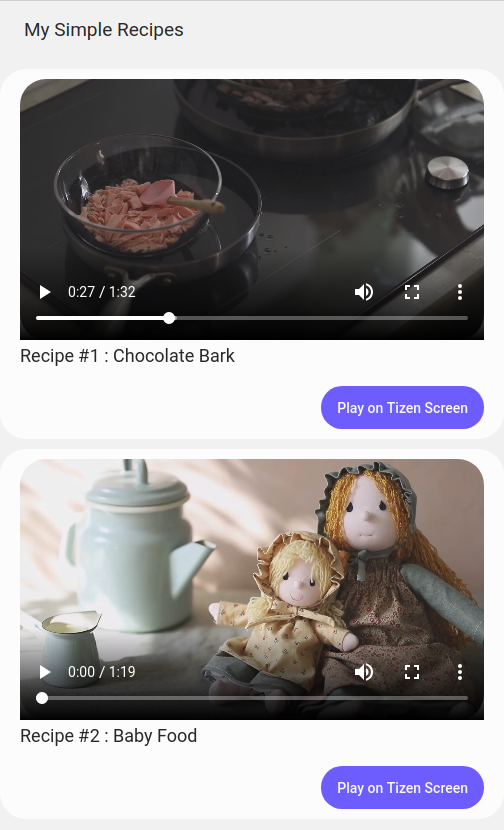 My Simple Recipes
0:27 / 1:32
Recipe #1 : Chocolate Bark
Play on Tizen Screen
0:00 / 1:19
Recipe #2 : Baby Food
Play on Tizen Screen